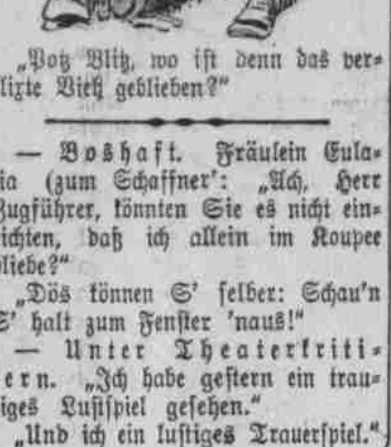 „Potz Blitz, wo ist denn das ver=
lixte Vieh geblieben?“
— Boshaft. Fräulein Eula=
ia (zum Schaffner': „Ach, Herr
Zugführer, könnten Sie es nicht ein=
richten, daß ich allein im Koupee
bliebe?“
„Dös können S' selber: Schau'n
S' halt zum Fenster 'naus!“
— Unter Theaterkriti=
ern. „Ich habe gestern ein trau=
iges Lustspiel gesehen.“
„Und ich ein lustiges Trauerspiel.“